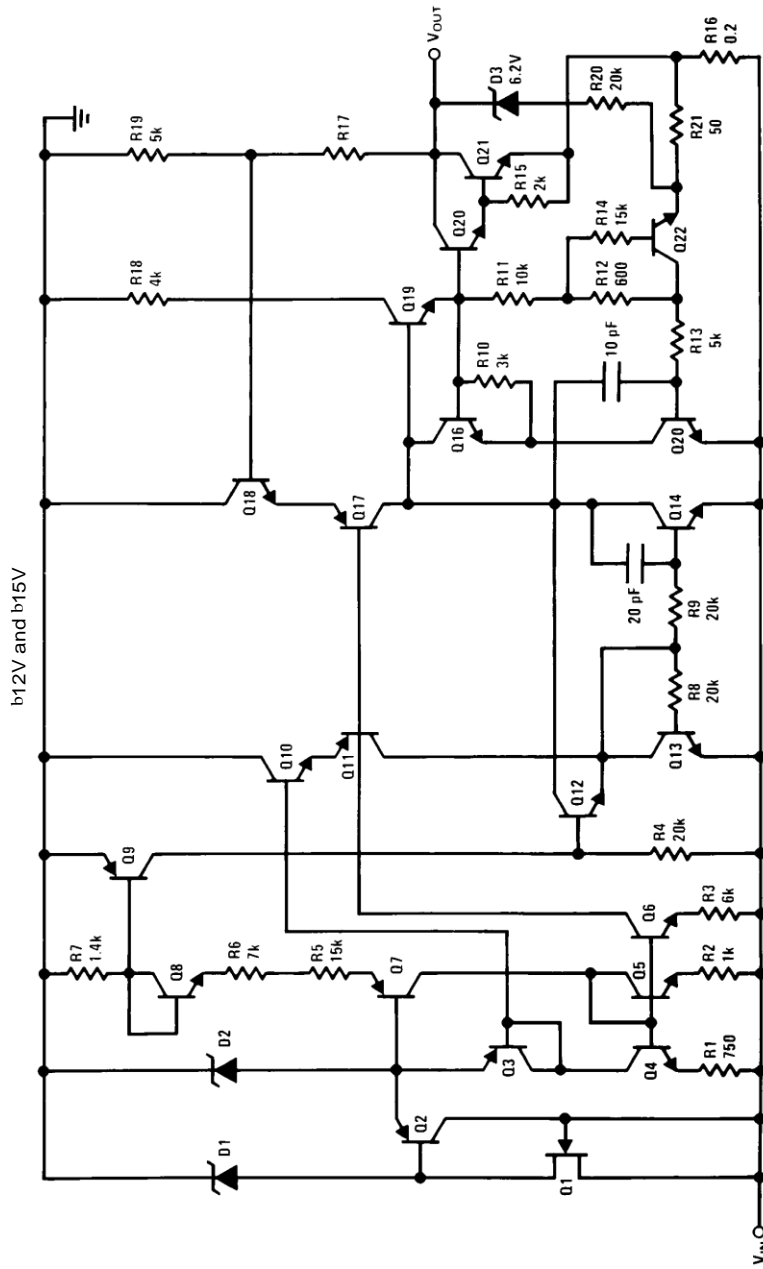 b12V and b15V
R7
1.4k
Q9
D1
D2
Q8
R6
7k
R5
15k
Q7
Q2
Q3
Q1
Q4
Q5
Q6
R1
750
R2
1k
R3
6k
R4
20k
Q10
Q11
Q12
Q13
R8
20k
R9
20k
20 pF
Q14
Q18
Q17
Q16
R10
3k
10 pF
Q20
R13
5k
R18
4k
Q19
R11
10k
R12
600
R14
15k
Q22
R19
5k
R17
Q20
Q21
R15
2k
D3
6.2V
R20
20k
R21
50
R16
0.2
VOUT
VIN